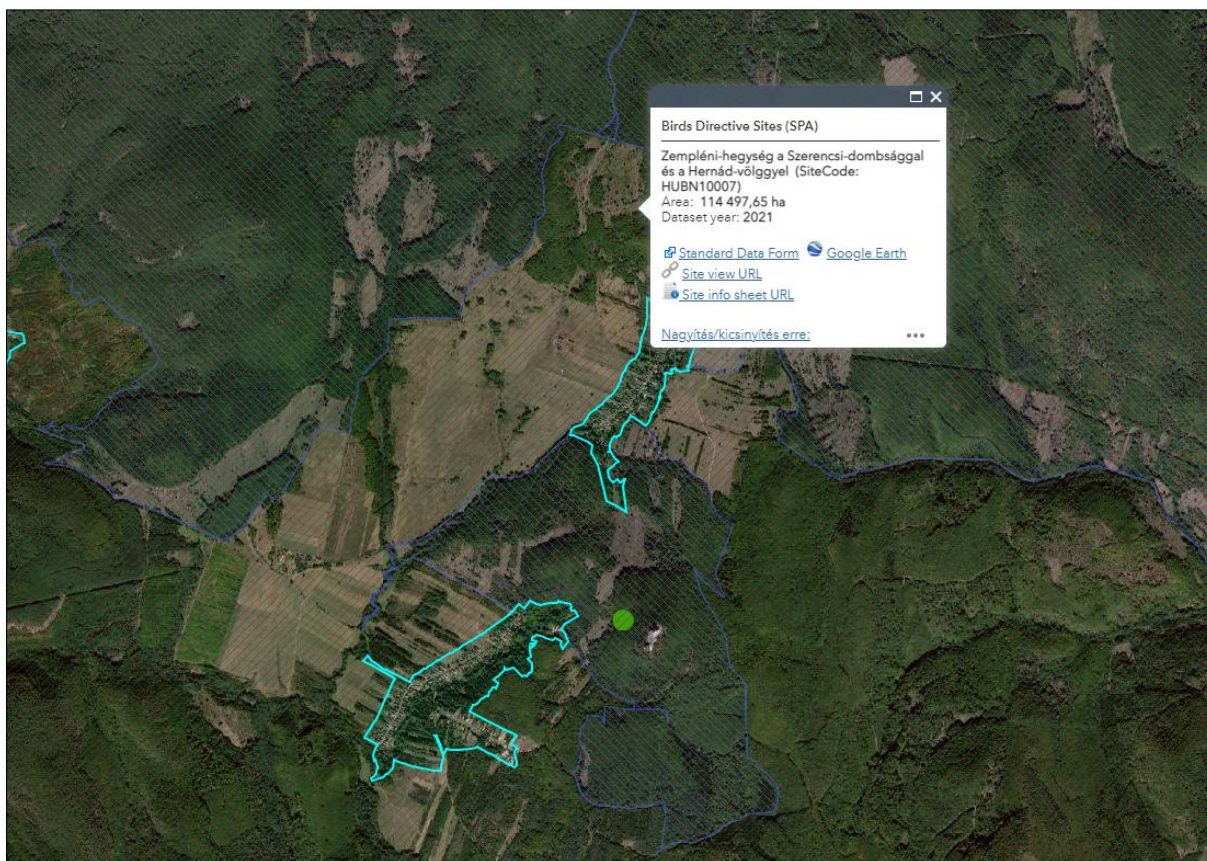 Birds Directive Sites (SPA)
Zempléni-hegység a Szerencsi-dombsággal
és a Hernád-völggyel (SiteCode:
HUBN10007)
Area: 114 497,65 ha
Dataset year: 2021
Standard Data Form Google Earth
Site view URL
Site info sheet URL
Nagyítás/kicsinyítés erre: